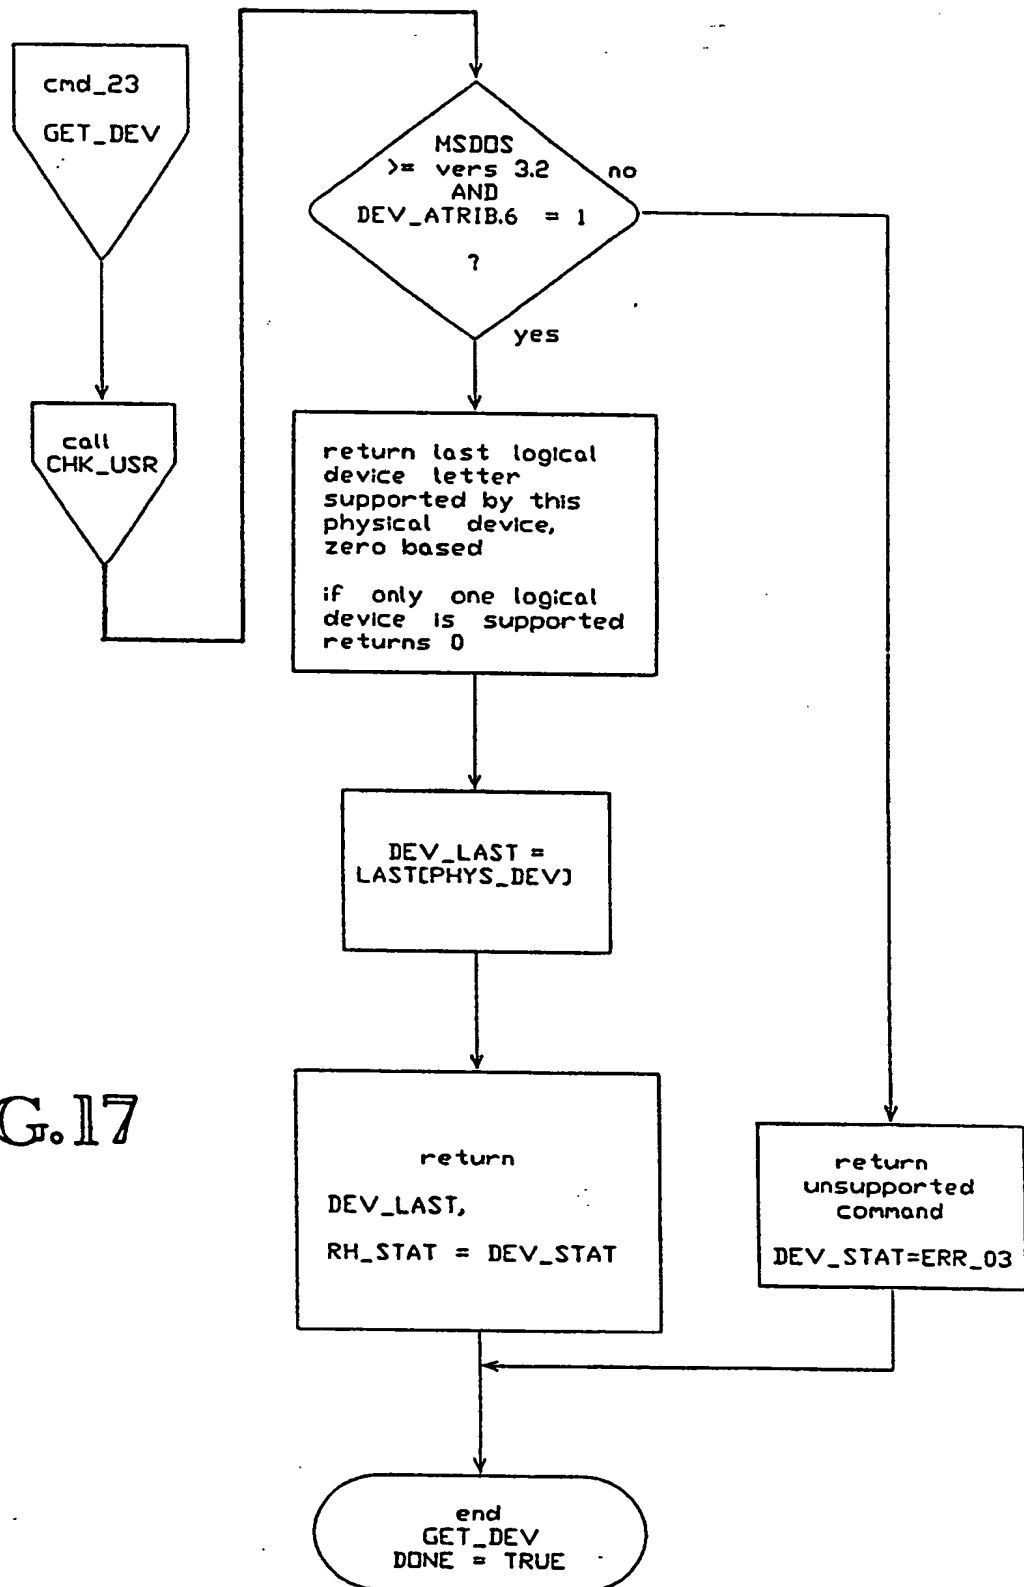 cmd_23
GET_DEV
call
CHK_USR
MSDOS
>= vers 3.2
AND
DEV_ATRIB.6 = 1
?
no
yes
return last logical
device letter
supported by this
physical device,
zero based
if only one logical
device is supported
returns 0
DEV_LAST =
LAST[PHYS_DEV]
return
DEV_LAST,
RH_STAT = DEV_STAT
return
unsupported
command
DEV_STAT=ERR_03
end
GET_DEV
DONE = TRUE
G.17